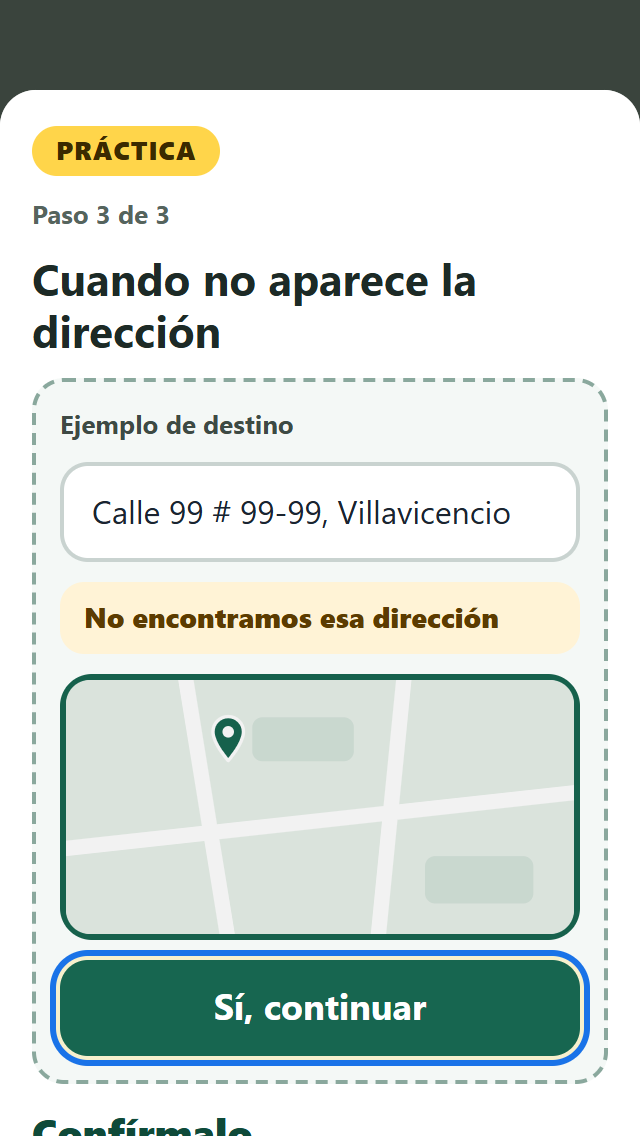 PRÁCTICA
Paso 3 de 3
Cuando no aparece la
dirección
Ejemplo de destino
Calle 99 # 99-99, Villavicencio
No encontramos esa dirección
Sí, continuar
Confírmalo